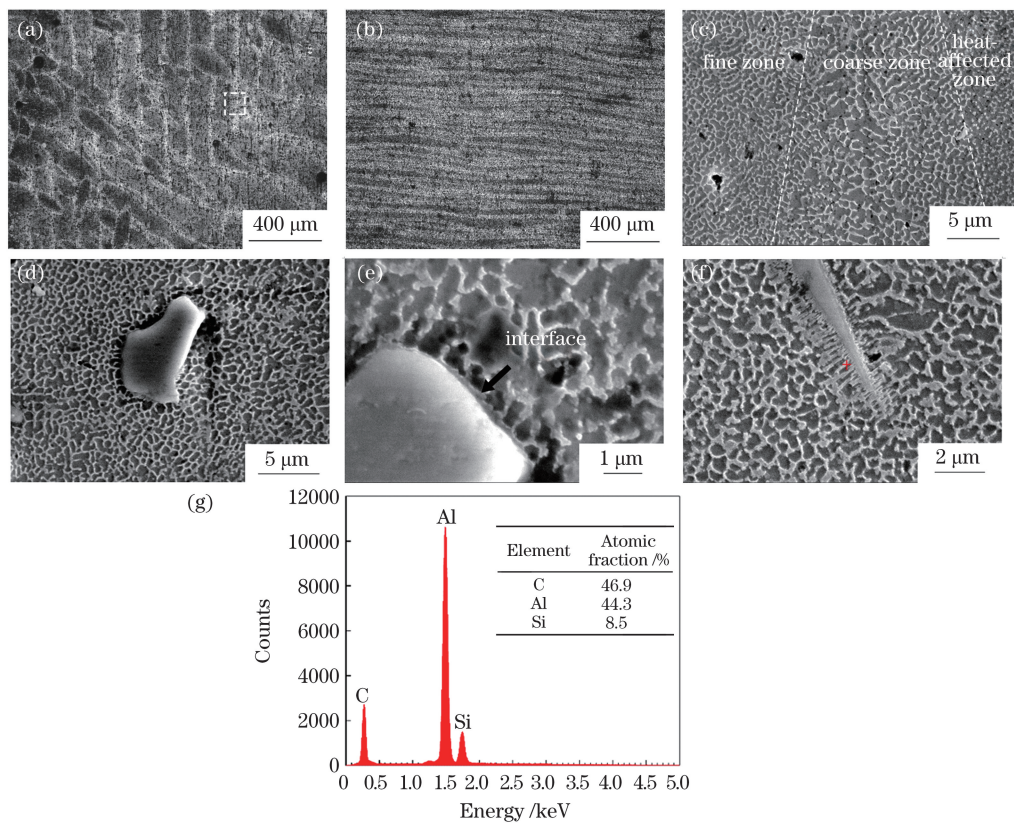 (a)
400 μm
(b)
400 μm
(c)
fine zone
coarse zone
heat-
affected
zone
5 μm
(d)
5 μm
(e)
interface
1 μm
(f)
2 μm
(g)
12000
10000
8000
6000
4000
2000
0
Counts
C
Al
Si
Element
Atomic
fraction /%
C 46.9
Al 44.3
Si 8.5
0 0.5 1.0 1.5 2.0 2.5 3.0 3.5 4.0 4.5 5.0
Energy /keV